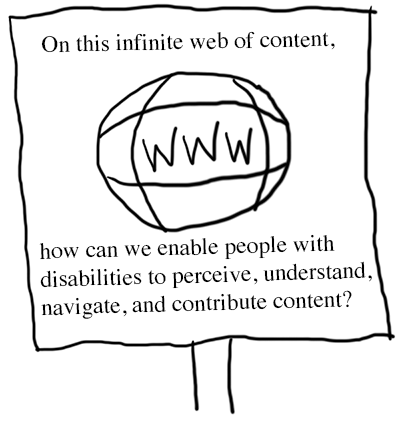 On this infinite web of content,
WWW
how can we enable people with
disabilities to perceive, understand,
navigate, and contribute content?